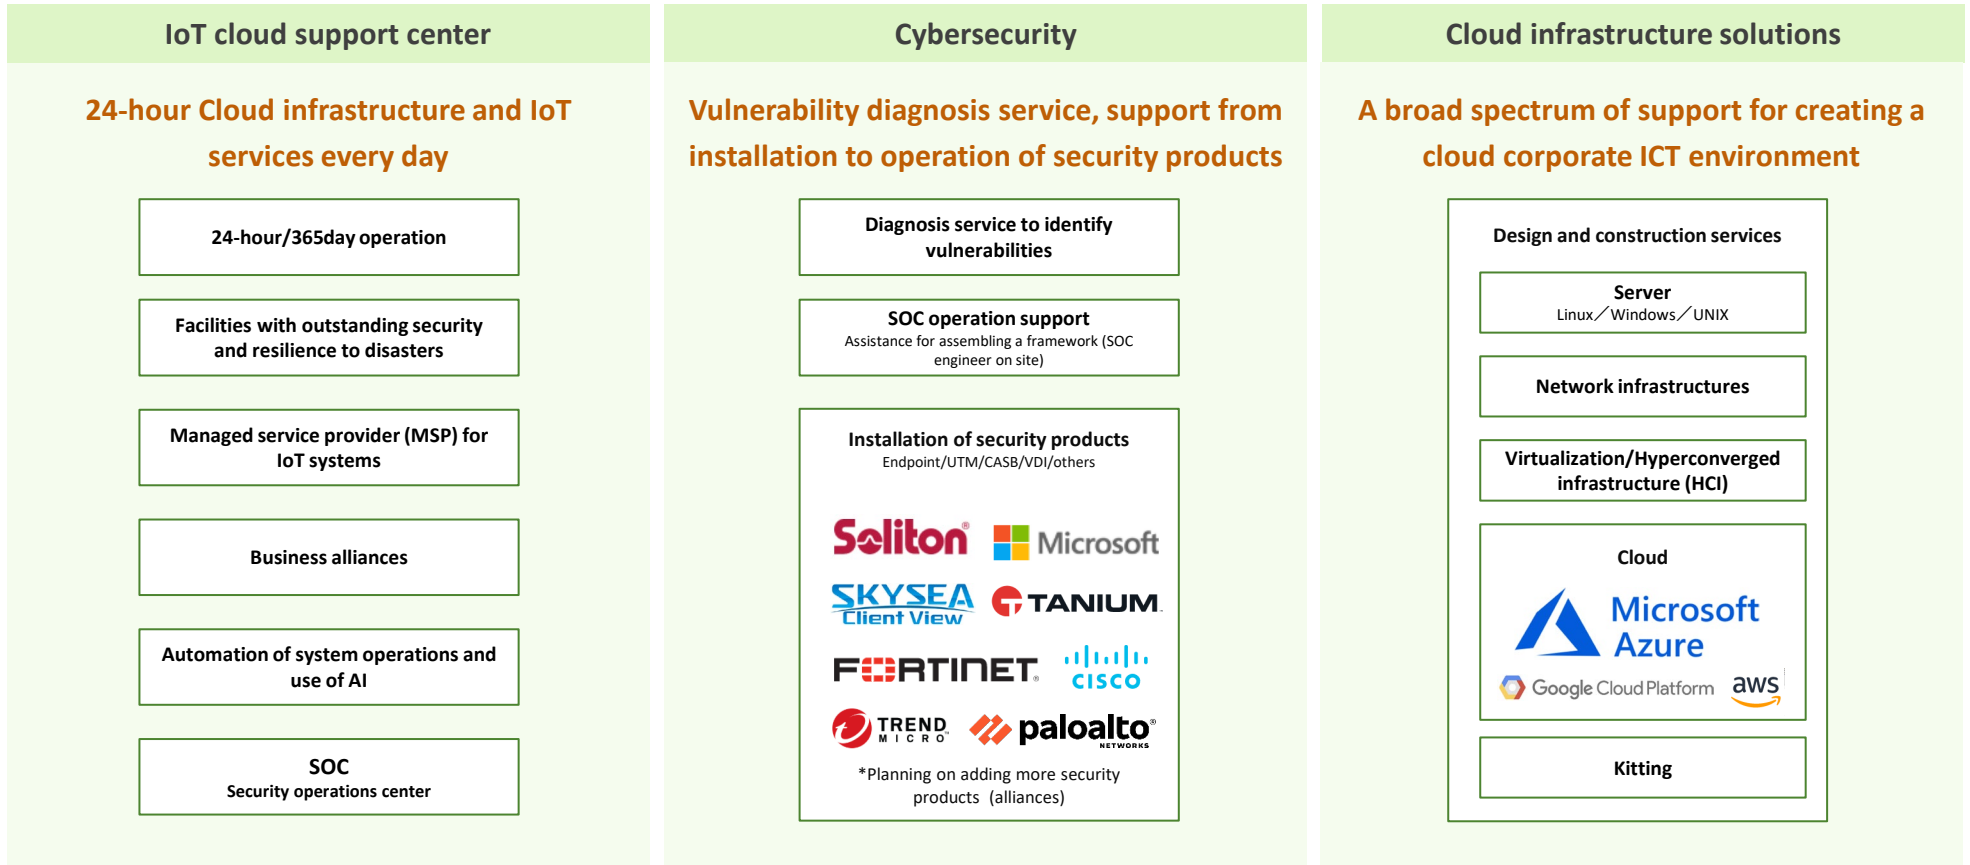 IoT cloud support center
24-hour Cloud infrastructure and IoT
services every day
24-hour/365day operation
Facilities with outstanding security
and resilience to disasters
Managed service provider (MSP) for
IoT systems
Business alliances
Automation of system operations and
use of AI
SOC
Security operations center
Cybersecurity
Vulnerability diagnosis service, support from
installation to operation of security products
Diagnosis service to identify
vulnerabilities
SOC operation support
Assistance for assembling a framework (SOC
engineer on site)
Installation of security products
Endpoint/UTM/CASB/VDI/others
Soliton®
Microsoft
SKYSEA
Client View
TANIUM™
FORTINET®
CISCO
TREND
MICRO™
paloalto®
NETWORKS
*Planning on adding more security
products (alliances)
Cloud infrastructure solutions
A broad spectrum of support for creating a
cloud corporate ICT environment
Design and construction services
Server
Linux／Windows／UNIX
Network infrastructures
Virtualization/Hyperconverged
infrastructure (HCI)
Cloud
Microsoft
Azure
Google Cloud Platform
aws
Kitting